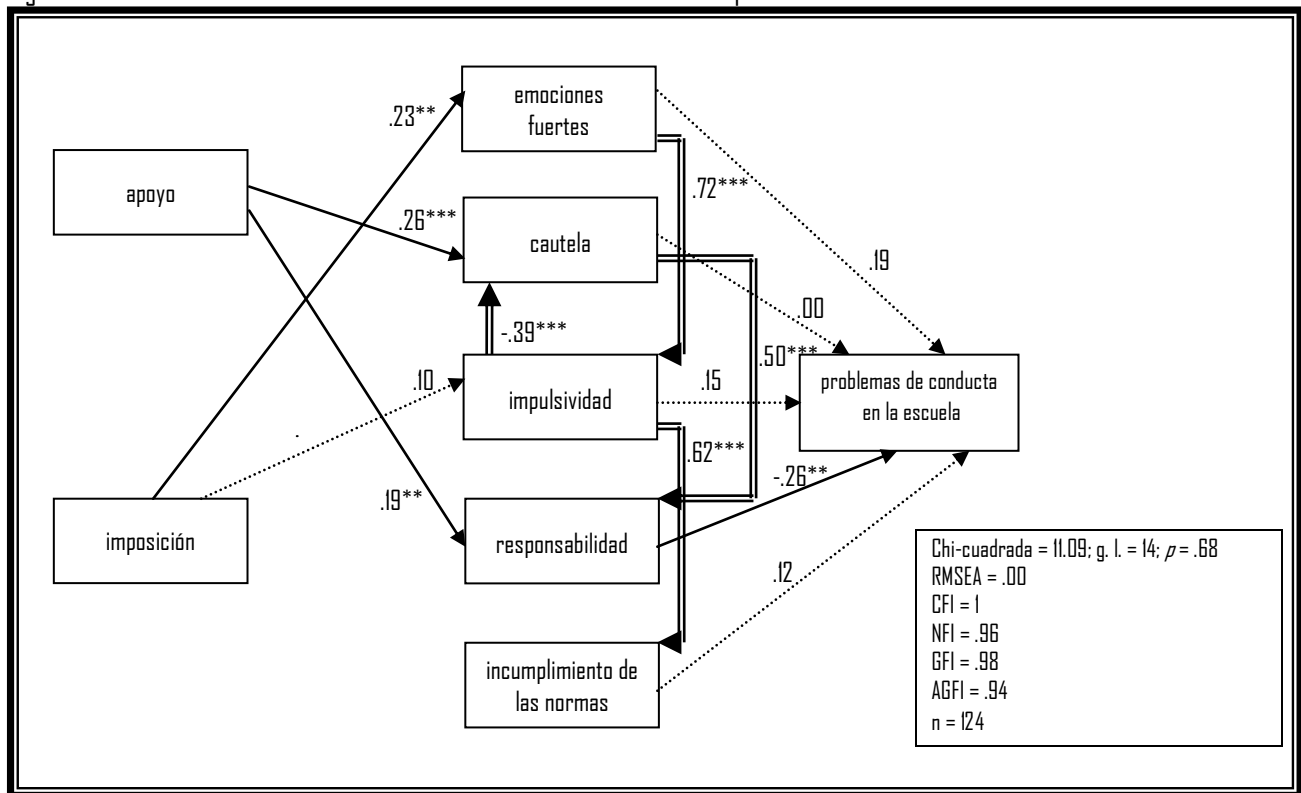 emociones
fuertes
.23**
apoyo
.72***
.26***
cautela
.19
.00
-.39***
.50***
.10
impulsividad
.15
problemas de conducta
en la escuela
.
.62***
.19**
-.26**
imposición
responsabilidad
.12
Chi-cuadrada = 11.09; g. l. = 14; p = .68
RMSEA = .00
CFI = 1
NFI = .96
GFI = .98
AGFI = .94
n = 124
incumplimiento de
las normas